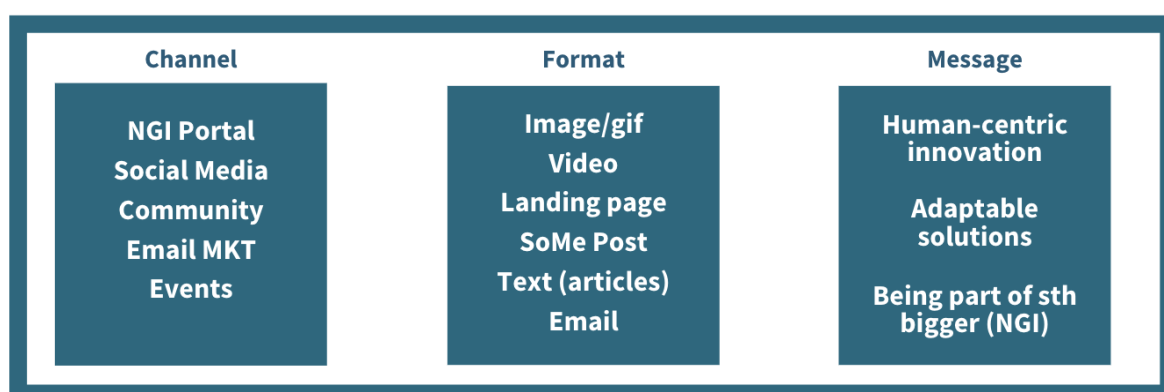 Channel
NGI Portal
Social Media
Community
Email MKT
Events
Format
Image/gif
Video
Landing page
SoMe Post
Text (articles)
Email
Message
Human-centric
innovation
Adaptable
solutions
Being part of sth
bigger (NGI)